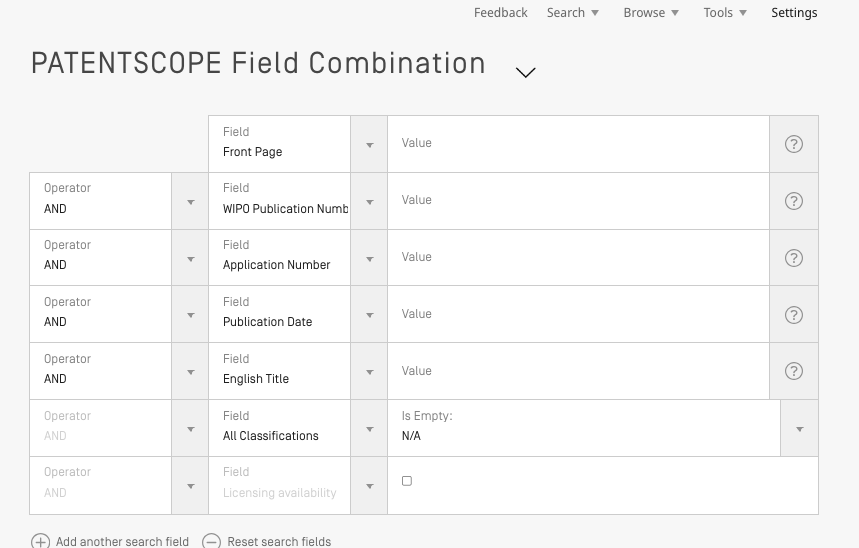 Feedback Search Browse Tools Settings
PATENTSCOPE Field Combination
Field
Front Page
Value
?
Operator
AND
Field
WIPO Publication Numb
Value
?
Operator
AND
Field
Application Number
Value
?
Operator
AND
Field
Publication Date
Value
?
Operator
AND
Field
English Title
Value
?
Operator
AND
Field
All Classifications
Is Empty:
N/A
Operator
AND
Field
Licensing availability
Add another search field Reset search fields